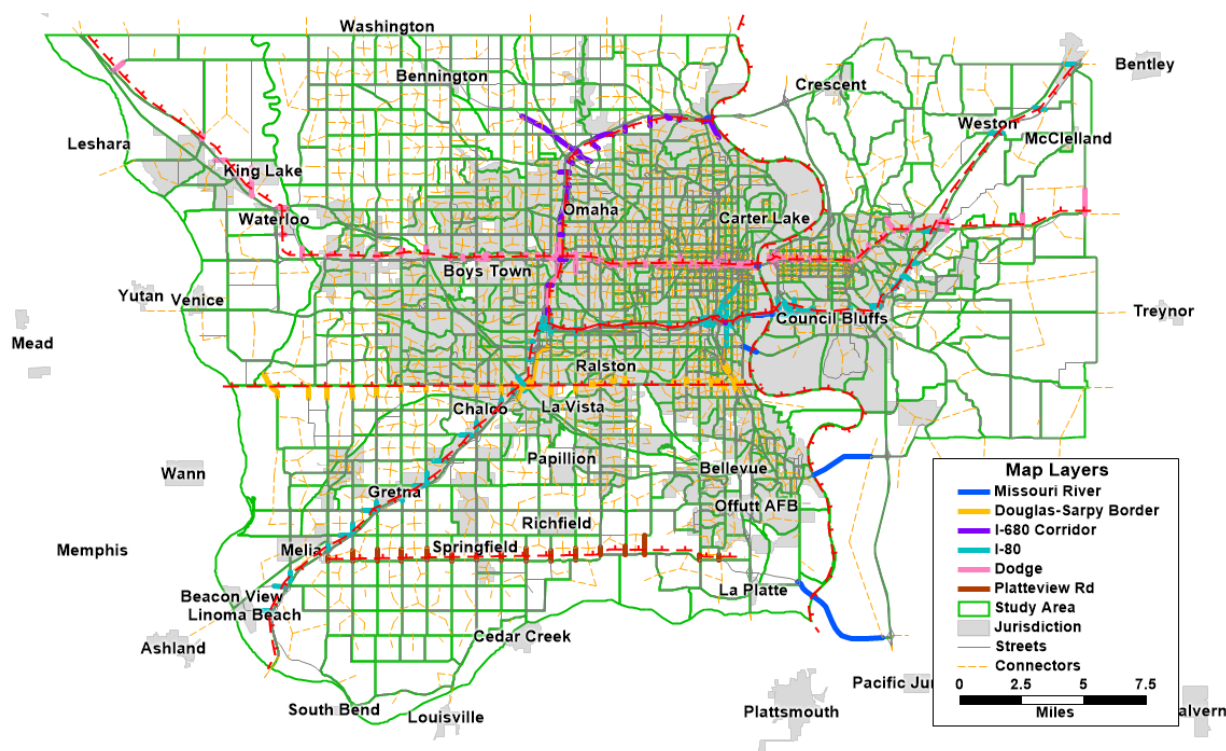 Washington
Bennington
Bentley
Crescent
Leshara
Weston
McClelland
King Lake
Waterloo
Omaha
Carter Lake
Boys Town
Yutan
Venice
Council Bluffs
Treynor
Mead
Ralston
Chalco
La Vista
Papillion
Bellevue
Wann
Gretna
Offutt AFB
Richfield
Memphis
Melia
Springfield
La Platte
Beacon View
Linoma Beach
Ashland
Cedar Creek
South Bend
Louisville
Plattsmouth
Pacific Ju
alvern
Map Layers
Missouri River
Douglas-Sarpy Border
I-680 Corridor
I-80
Dodge
Platteview Rd
Study Area
Jurisdiction
Streets
Connectors
0 2.5 5 7.5
Miles